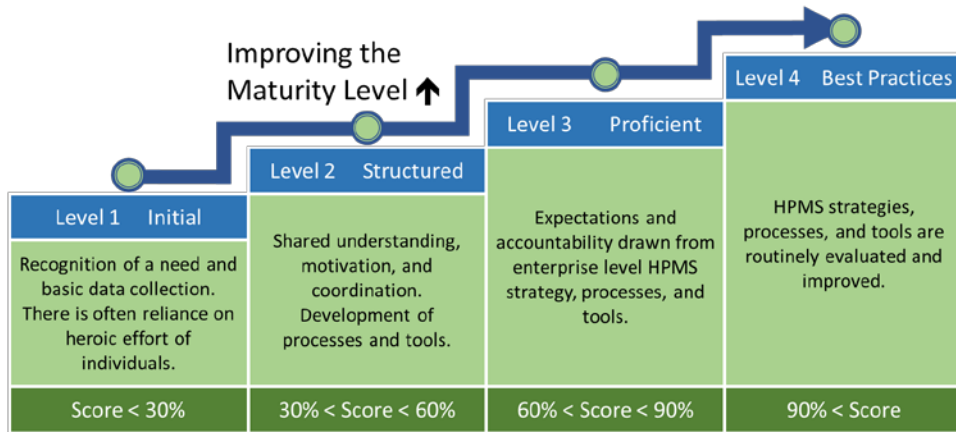 Improving the
Maturity Level ↑
Level 1 Initial
Recognition of a need and
basic data collection.
There is often reliance on
heroic effort of
individuals.
Score < 30%
Level 2 Structured
Shared understanding,
motivation, and
coordination.
Development of
processes and tools.
30% < Score < 60%
Level 3 Proficient
Expectations and
accountability drawn from
enterprise level HPMS
strategy, processes, and
tools.
60% < Score < 90%
Level 4 Best Practices
HPMS strategies,
processes, and tools are
routinely evaluated and
improved.
90% < Score